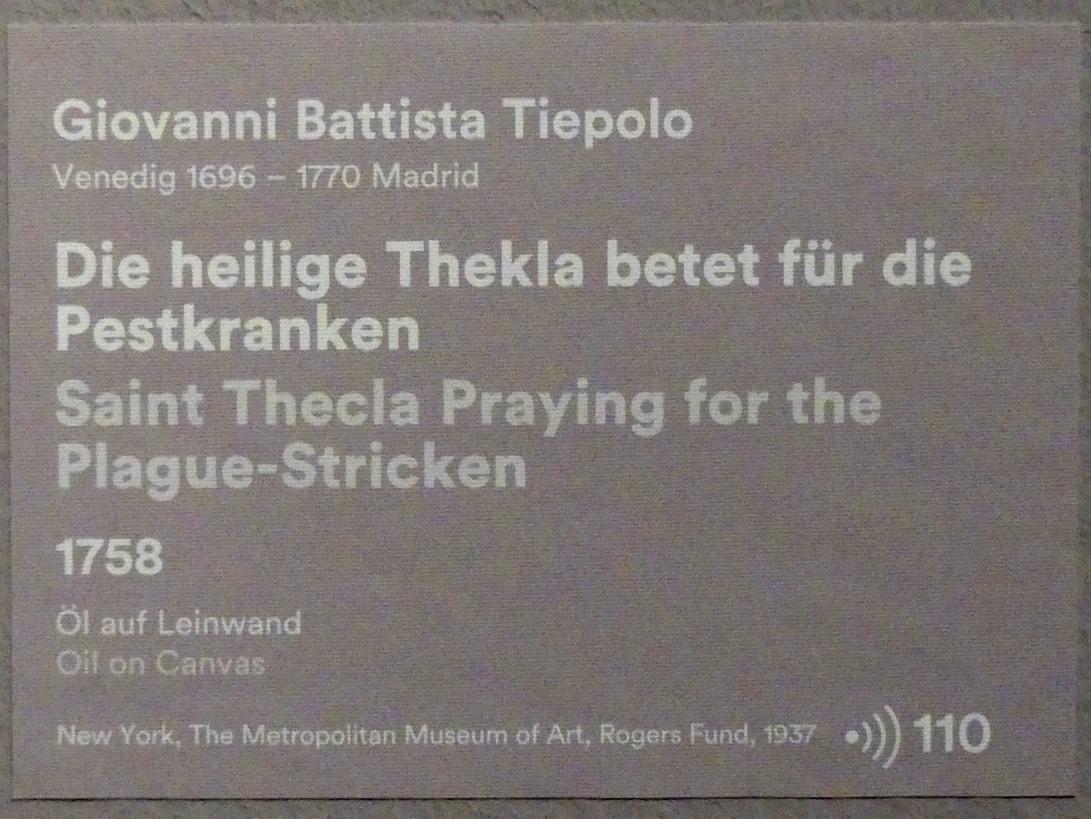 Giovanni Battista Tiepolo
Venedig 1696 – 1770 Madrid
Die heilige Thekla betet für die
Pestkranken
Saint Thecla Praying for the
Plague-Stricken
1758
Öl auf Leinwand
Oil on Canvas
New York, The Metropolitan Museum of Art, Rogers Fund, 1937 110